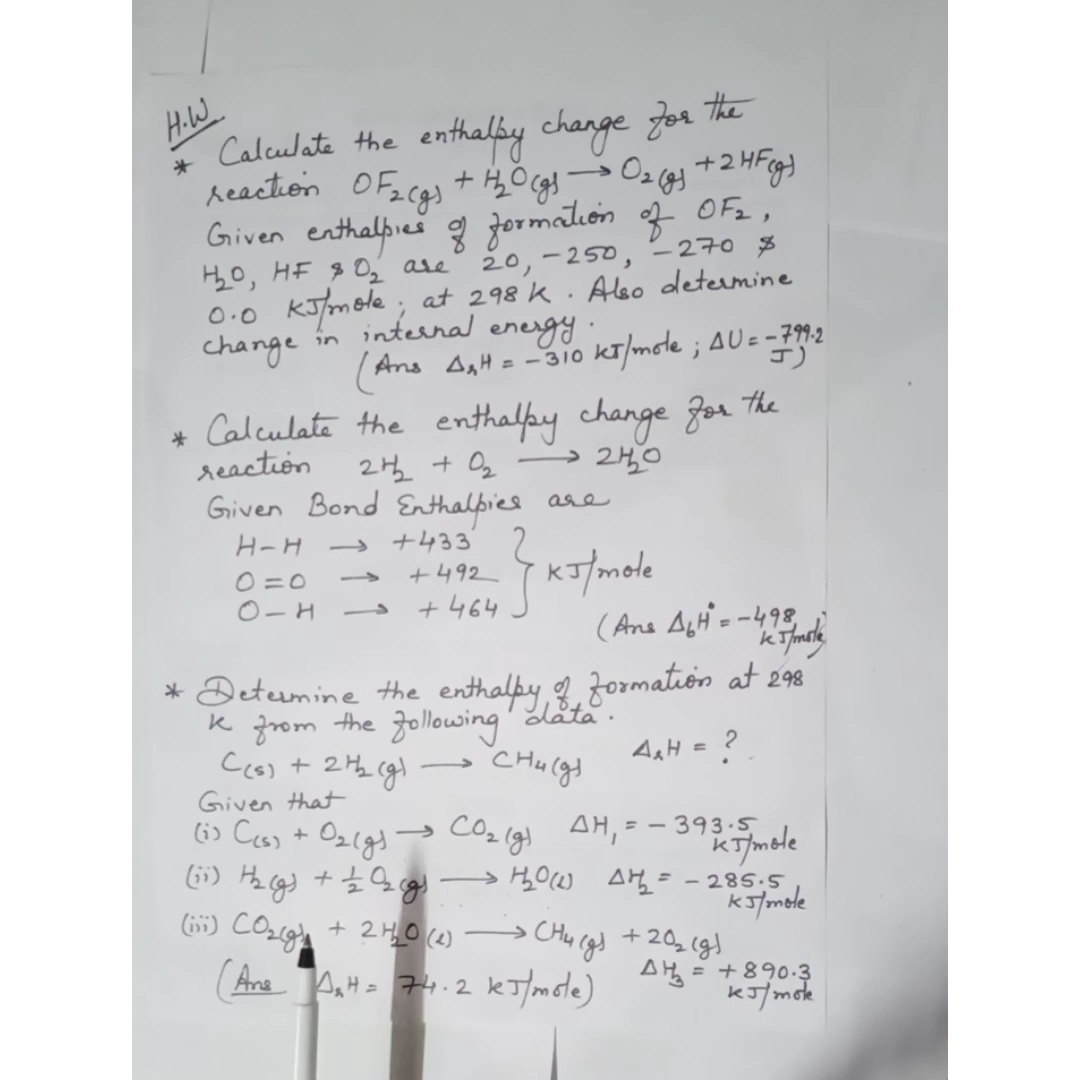 H.W
* Calculate the enthalpy change for the
reaction OF₂(g) + H₂O(g) → O₂(g) + 2HF(g)
Given enthalpies of formation of OF₂,
H₂O, HF & O₂ are 20, -250, -270 &
0.0 KJ/mole ; at 298 K . Also determine
change in internal energy.
(Ans ΔᵣH = -310 kJ/mole ; ΔU = -799.2 J)
* Calculate the enthalpy change for the
reaction 2H₂ + O₂ → 2H₂O
Given Bond Enthalpies are
H-H → +433
O=O → +492 } KJ/mole
O-H → +464
(Ans ΔbH° = -498 kJ/mole)
* Determine the enthalpy of formation at 298
K from the following data.
C(s) + 2H₂(g) → CH₄(g) ΔᵣH = ?
Given that
(i) C(s) + O₂(g) → CO₂(g) ΔH₁ = -393.5 KJ/mole
(ii) H₂(g) + ½O₂(g) → H₂O(l) ΔH₂ = -285.5 KJ/mole
(iii) CO₂(g) + 2H₂O(l) → CH₄(g) + 2O₂(g)
ΔH₃ = +890.3 KJ/mole
(Ans ΔᵣH = 74.2 KJ/mole)